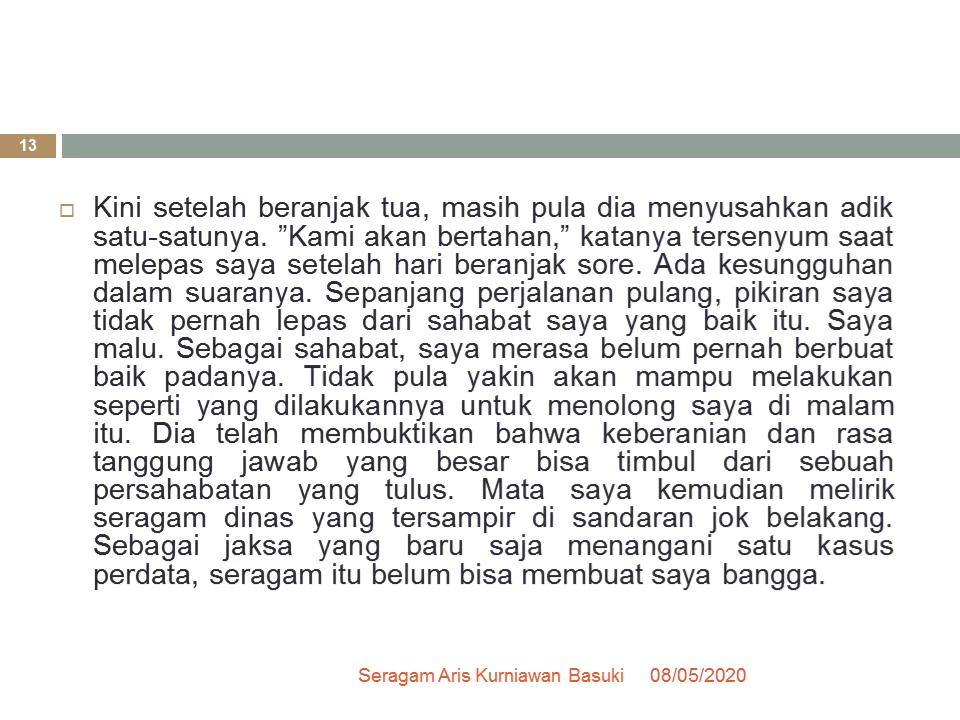 13
Kini setelah beranjak tua, masih pula dia menyusahkan adik
satu-satunya. ”Kami akan bertahan,” katanya tersenyum saat
melepas saya setelah hari beranjak sore. Ada kesungguhan
dalam suaranya. Sepanjang perjalanan pulang, pikiran saya
tidak pernah lepas dari sahabat saya yang baik itu. Saya
malu. Sebagai sahabat, saya merasa belum pernah berbuat
baik padanya. Tidak pula yakin akan mampu melakukan
seperti yang dilakukannya untuk menolong saya di malam
itu. Dia telah membuktikan bahwa keberanian dan rasa
tanggung jawab yang besar bisa timbul dari sebuah
persahabatan yang tulus. Mata saya kemudian melirik
seragam dinas yang tersampir di sandaran jok belakang.
Sebagai jaksa yang baru saja menangani satu kasus
perdata, seragam itu belum bisa membuat saya bangga.
Seragam Aris Kurniawan Basuki 08/05/2020